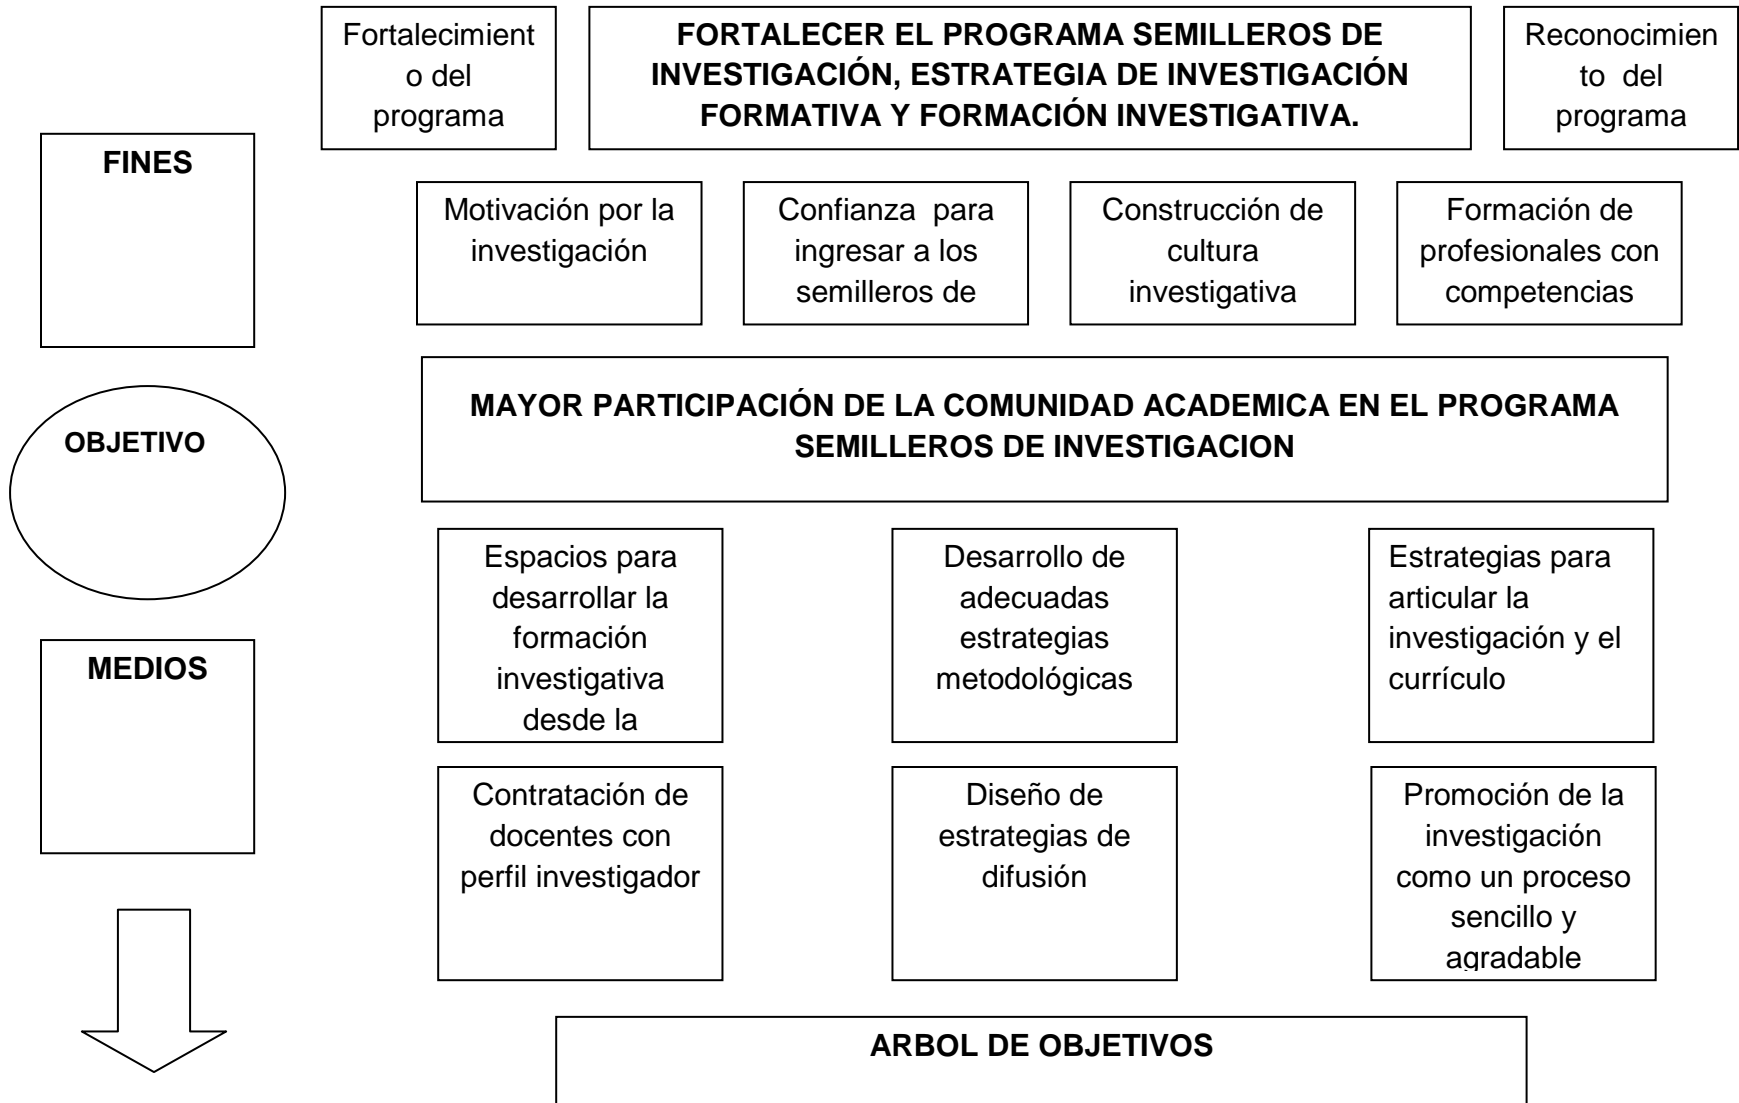 Fortalecimient
o del
programa
FORTALECER EL PROGRAMA SEMILLEROS DE
INVESTIGACIÓN, ESTRATEGIA DE INVESTIGACIÓN
FORMATIVA Y FORMACIÓN INVESTIGATIVA.
Reconocimien
to del
programa
FINES
Motivación por la
investigación
Confianza para
ingresar a los
semilleros de
Construcción de
cultura
investigativa
Formación de
profesionales con
competencias
OBJETIVO
MAYOR PARTICIPACIÓN DE LA COMUNIDAD ACADEMICA EN EL PROGRAMA
SEMILLEROS DE INVESTIGACION
MEDIOS
Espacios para
desarrollar la
formación
investigativa
desde la
Desarrollo de
adecuadas
estrategias
metodológicas
Estrategias para
articular la
investigación y el
currículo
Contratación de
docentes con
perfil investigador
Diseño de
estrategias de
difusión
Promoción de la
investigación
como un proceso
sencillo y
agradable
ARBOL DE OBJETIVOS